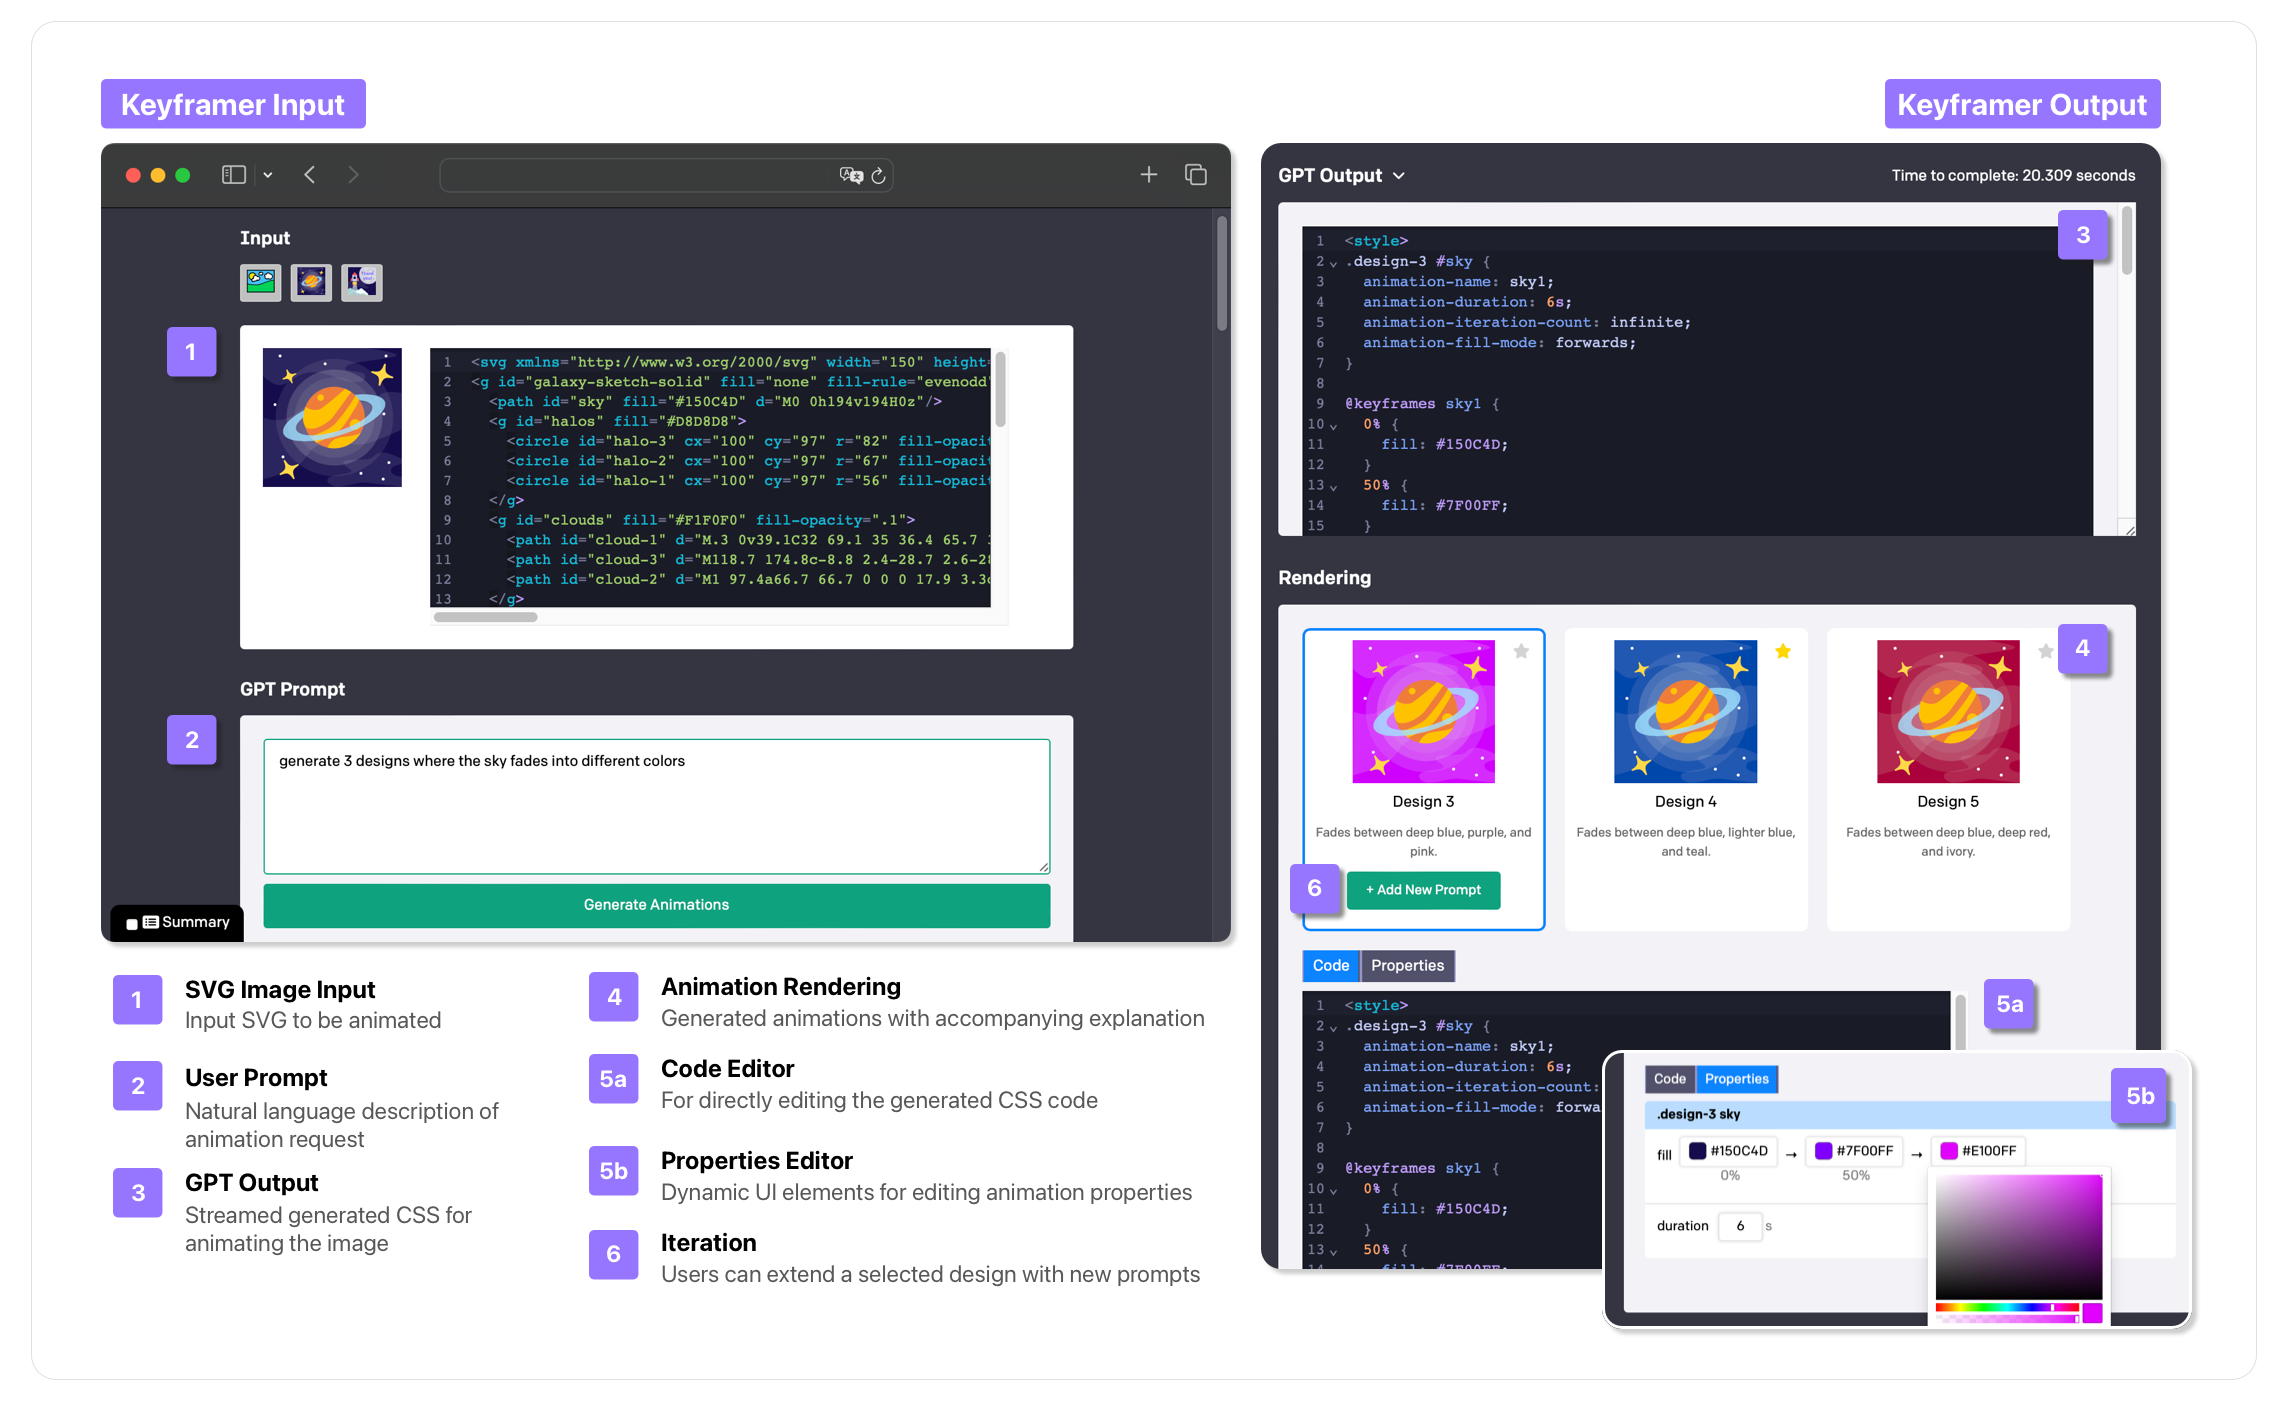 Keyframer Input
Keyframer Output
Input
1
1 <svg xmlns="http://www.w3.org/2000/svg" width="150" height=
2 <g id="galaxy-sketch-solid" fill="none" fill-rule="evenodd"
3 <path id="sky" fill="#150C4D" d="M0 0h194v194H0z"/>
4 <g id="halos" fill="#D8D8D8">
5 <circle id="halo-3" cx="100" cy="97" r="82" fill-opaci
6 <circle id="halo-2" cx="100" cy="97" r="67" fill-opaci
7 <circle id="halo-1" cx="100" cy="97" r="56" fill-opaci
8 </g>
9 <g id="clouds" fill="#F1F0F0" fill-opacity=".1">
10 <path id="cloud-1" d="M.3 0v39.1C32 69.1 35 36.4 65.7
11 <path id="cloud-3" d="M118.7 174.8c-8.8 2.4-28.7 2.6-28
12 <path id="cloud-2" d="M1 97.4a66.7 66.7 0 0 0 17.9 3.3c
13 </g>
GPT Prompt
2
generate 3 designs where the sky fades into different colors
Generate Animations
Summary
1 SVG Image Input
Input SVG to be animated
2 User Prompt
Natural language description of
animation request
3 GPT Output
Streamed generated CSS for
animating the image
4 Animation Rendering
Generated animations with accompanying explanation
5a Code Editor
For directly editing the generated CSS code
5b Properties Editor
Dynamic UI elements for editing animation properties
6 Iteration
Users can extend a selected design with new prompts
GPT Output
Time to complete: 20.309 seconds
3
1 <style>
2 .design-3 #sky {
3 animation-name: sky1;
4 animation-duration: 6s;
5 animation-iteration-count: infinite;
6 animation-fill-mode: forwards;
7 }
8
9 @keyframes sky1 {
10 0% {
11 fill: #150C4D;
12 }
13 50% {
14 fill: #7F00FF;
15 }
Rendering
4
Design 3
Fades between deep blue, purple, and
pink.
6
+ Add New Prompt
Design 4
Fades between deep blue, lighter blue,
and teal.
Design 5
Fades between deep blue, deep red,
and ivory.
Code Properties
5a
1 <style>
2 .design-3 #sky {
3 animation-name: sky1;
4 animation-duration: 6s;
5 animation-iteration-count:
6 animation-fill-mode: forwa
7 }
8
9 @keyframes sky1 {
10 0% {
11 fill: #150C4D;
12 }
13 50% {
14 fill: #7F00FF;
Code Properties
5b
.design-3 sky
fill #150C4D → #7F00FF → #E100FF
0% 50%
duration 6 s